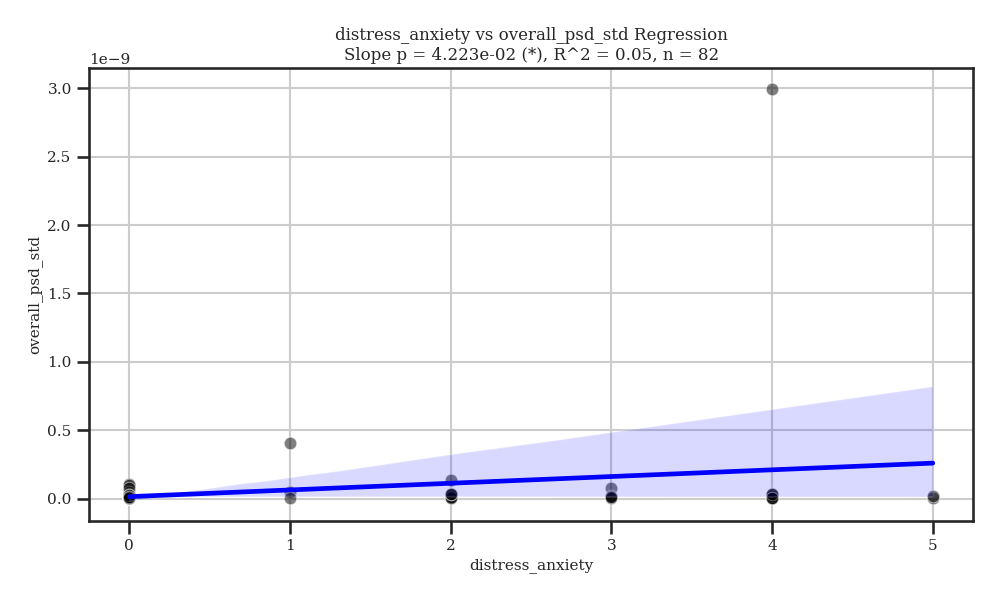 distress_anxiety vs overall_psd_std Regression
Slope p = 4.223e-02 (*), R^2 = 0.05, n = 82
1e−9
3.0
2.5
2.0
1.5
1.0
0.5
0.0
overall_psd_std
0 1 2 3 4 5
distress_anxiety